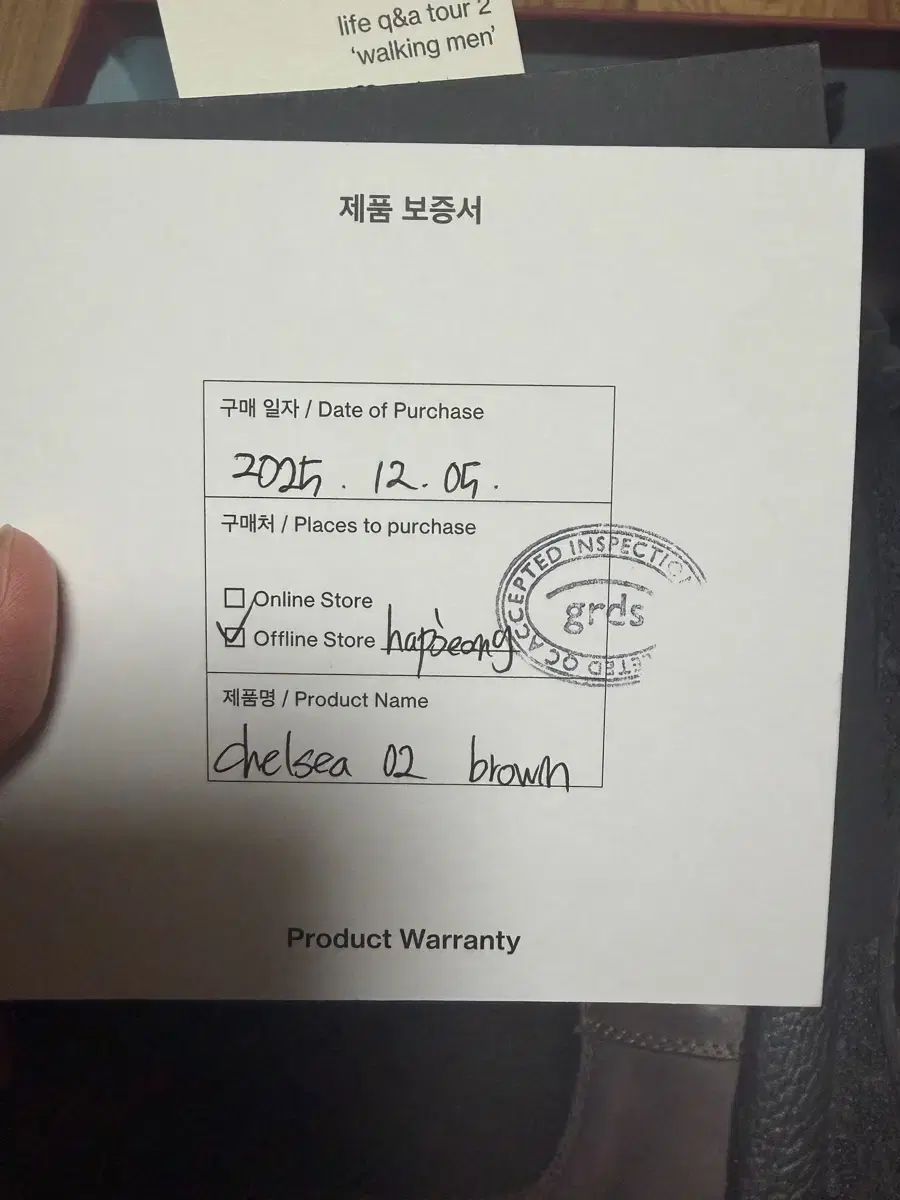 life q&a tour 2
‘walking men’
제품 보증서
구매 일자 / Date of Purchase
2025. 12. 05.
구매처 / Places to purchase
☐ Online Store
☑ Offline Store hapjeong
ACCEPTED INSPECTION
grds
QC
제품명 / Product Name
chelsea 02 brown
Product Warranty